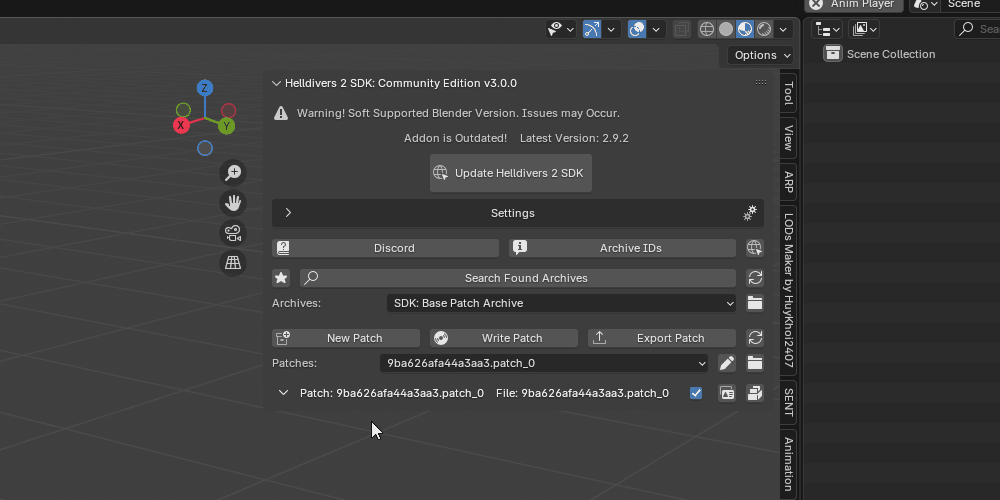 Anim Player
Scene
Options
Sea
Scene Collection
Helldivers 2 SDK: Community Edition v3.0.0
Warning! Soft Supported Blender Version. Issues may Occur.
Addon is Outdated! Latest Version: 2.9.2
Update Helldivers 2 SDK
Settings
Discord
Archive IDs
Search Found Archives
Archives: SDK: Base Patch Archive
New Patch
Write Patch
Export Patch
Patches: 9ba626afa44a3aa3.patch_0
Patch: 9ba626afa44a3aa3.patch_0 File: 9ba626afa44a3aa3.patch_0
Z
X
Y
Tool
View
ARP
LODs Maker by HuyKhoi2407
SENT
Animation